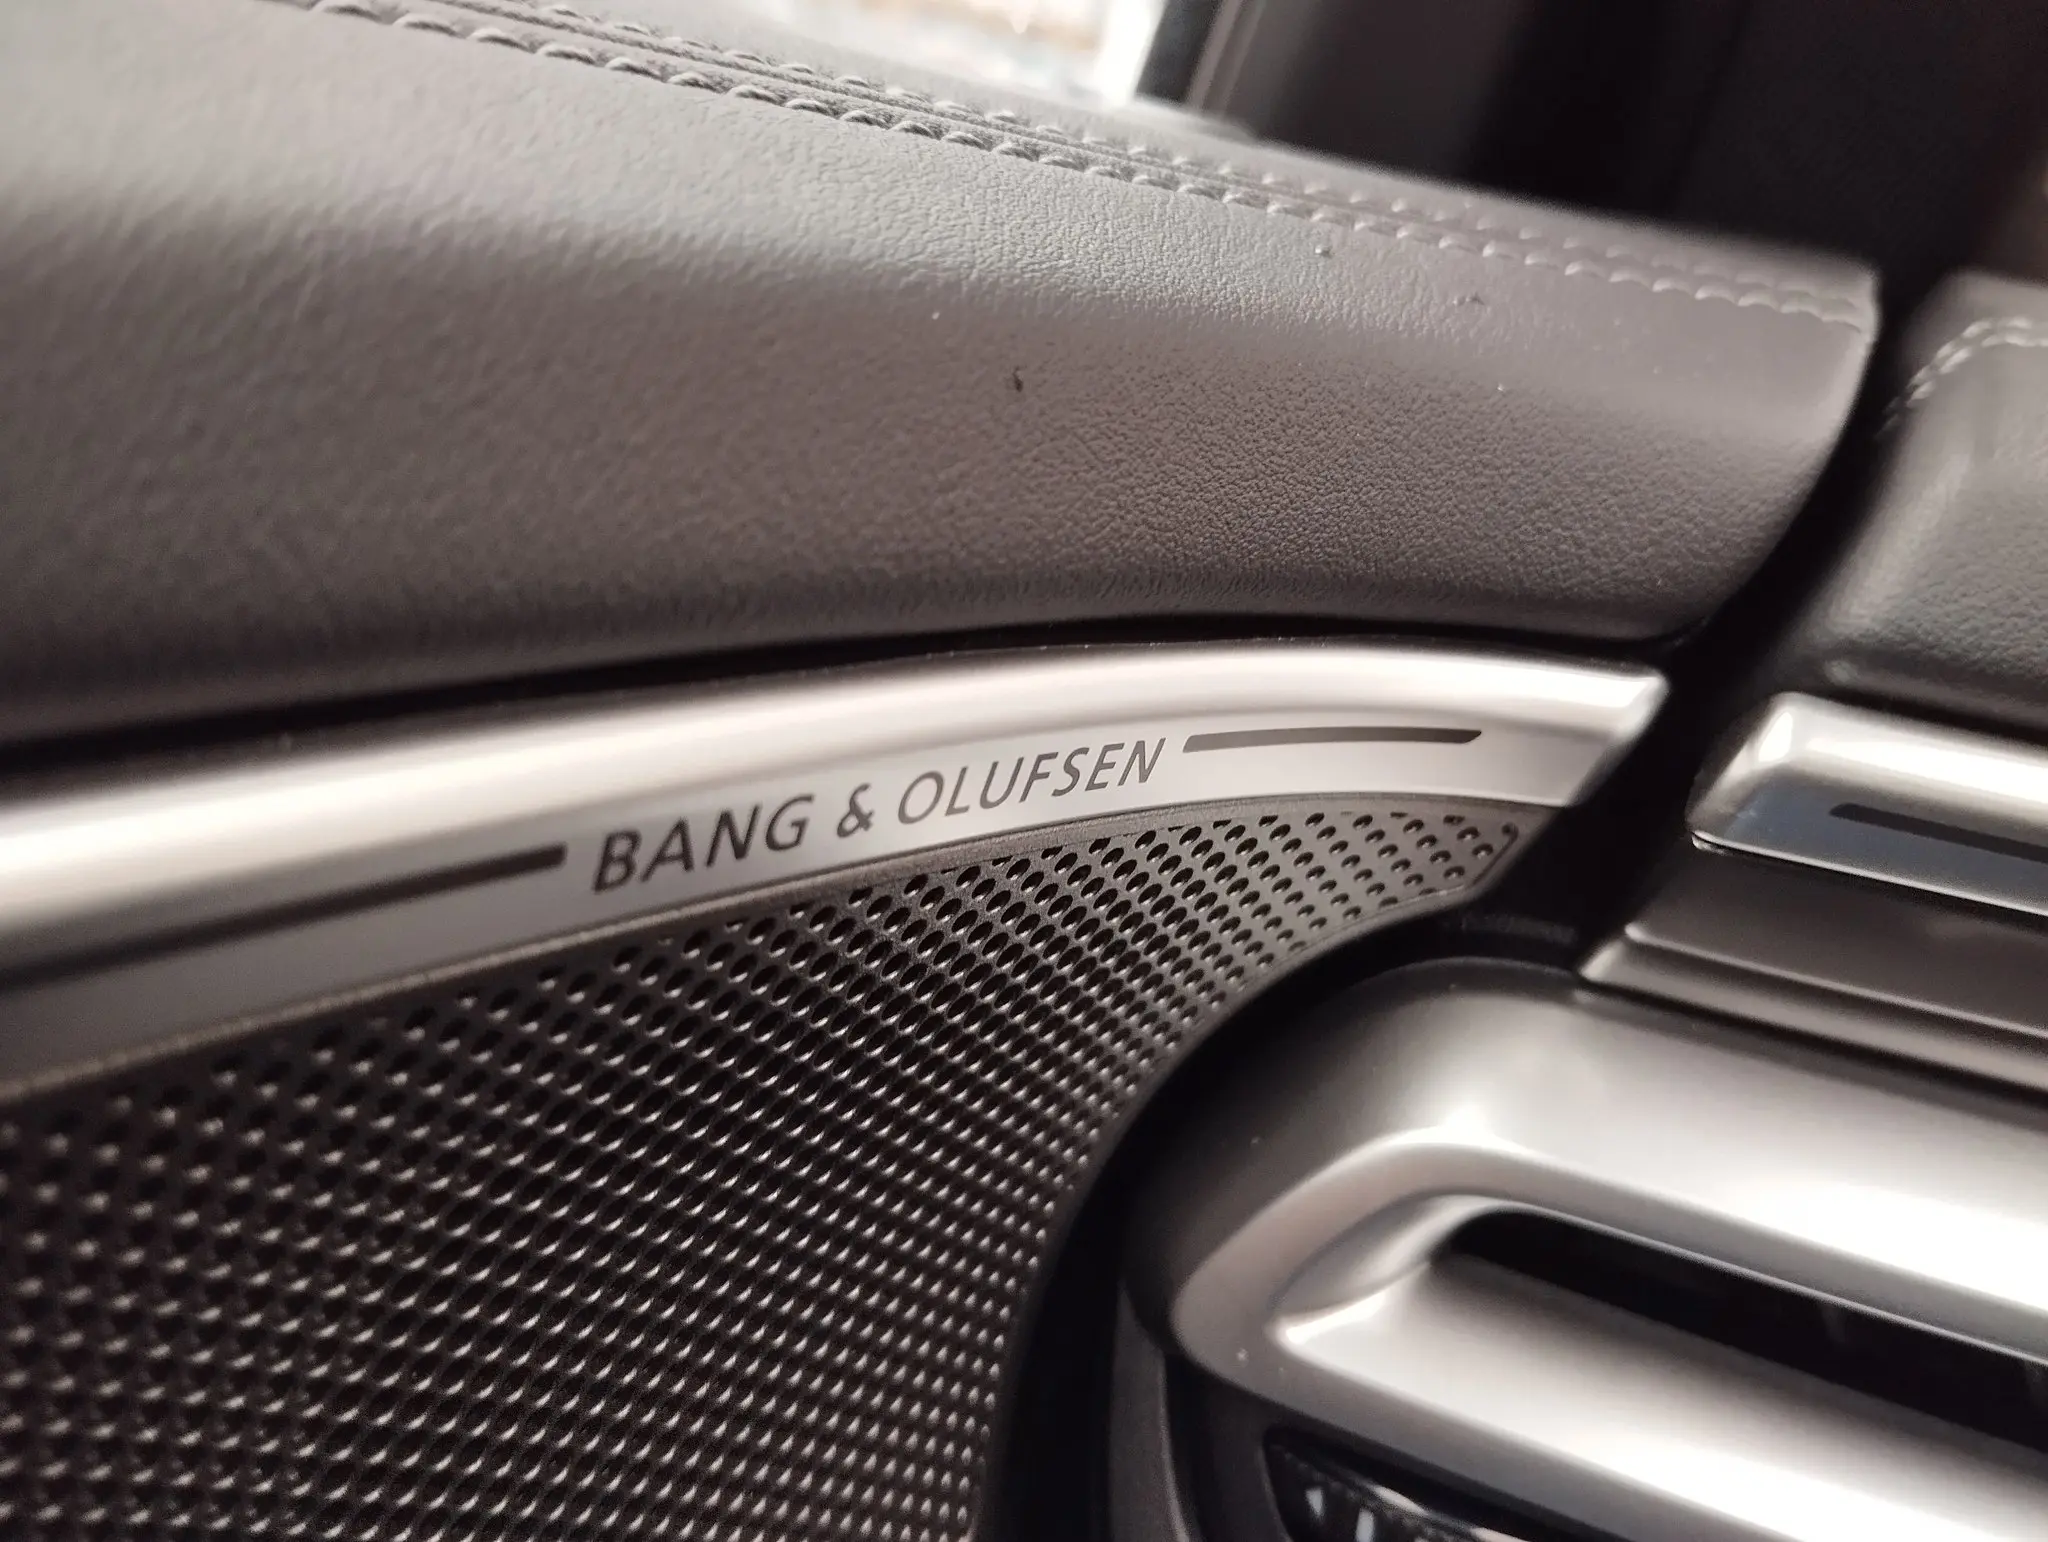 BANG & OLUFSEN